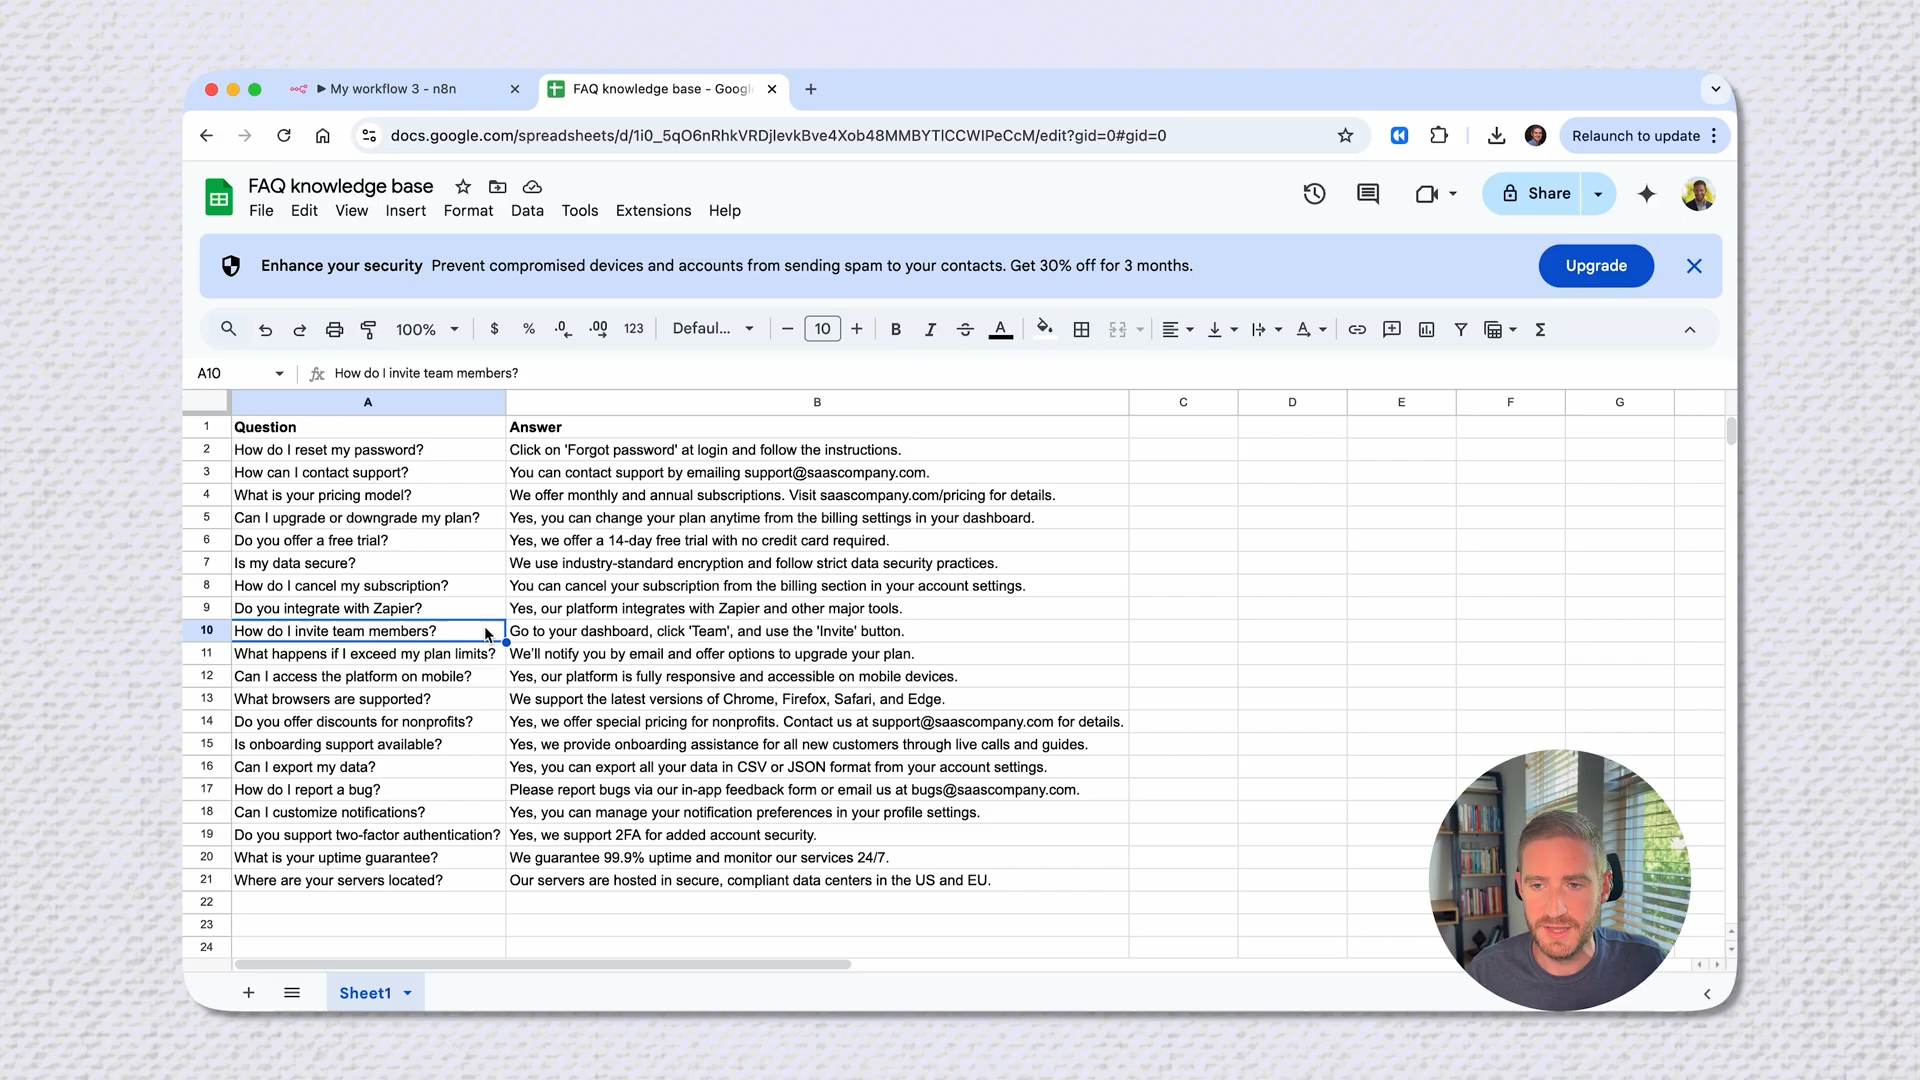 My workflow 3 - n8n
FAQ knowledge base - Googl
docs.google.com/spreadsheets/d/1i0_5qO6nRhkVRDjlevkBve4Xob48MMBYTlCCWIPeCcM/edit?gid=0#gid=0
Relaunch to update
FAQ knowledge base
File Edit View Insert Format Data Tools Extensions Help
Share
Enhance your security Prevent compromised devices and accounts from sending spam to your contacts. Get 30% off for 3 months.
Upgrade
100% $ % .0 .00 123 Defaul... 10 B I S A
A10 fx How do I invite team members?
A B C D E F G
1 Question Answer
2 How do I reset my password? Click on 'Forgot password' at login and follow the instructions.
3 How can I contact support? You can contact support by emailing support@saascompany.com.
4 What is your pricing model? We offer monthly and annual subscriptions. Visit saascompany.com/pricing for details.
5 Can I upgrade or downgrade my plan? Yes, you can change your plan anytime from the billing settings in your dashboard.
6 Do you offer a free trial? Yes, we offer a 14-day free trial with no credit card required.
7 Is my data secure? We use industry-standard encryption and follow strict data security practices.
8 How do I cancel my subscription? You can cancel your subscription from the billing section in your account settings.
9 Do you integrate with Zapier? Yes, our platform integrates with Zapier and other major tools.
10 How do I invite team members? Go to your dashboard, click 'Team', and use the 'Invite' button.
11 What happens if I exceed my plan limits? We'll notify you by email and offer options to upgrade your plan.
12 Can I access the platform on mobile? Yes, our platform is fully responsive and accessible on mobile devices.
13 What browsers are supported? We support the latest versions of Chrome, Firefox, Safari, and Edge.
14 Do you offer discounts for nonprofits? Yes, we offer special pricing for nonprofits. Contact us at support@saascompany.com for details.
15 Is onboarding support available? Yes, we provide onboarding assistance for all new customers through live calls and guides.
16 Can I export my data? Yes, you can export all your data in CSV or JSON format from your account settings.
17 How do I report a bug? Please report bugs via our in-app feedback form or email us at bugs@saascompany.com.
18 Can I customize notifications? Yes, you can manage your notification preferences in your profile settings.
19 Do you support two-factor authentication? Yes, we support 2FA for added account security.
20 What is your uptime guarantee? We guarantee 99.9% uptime and monitor our services 24/7.
21 Where are your servers located? Our servers are hosted in secure, compliant data centers in the US and EU.
22
23
24
Sheet1